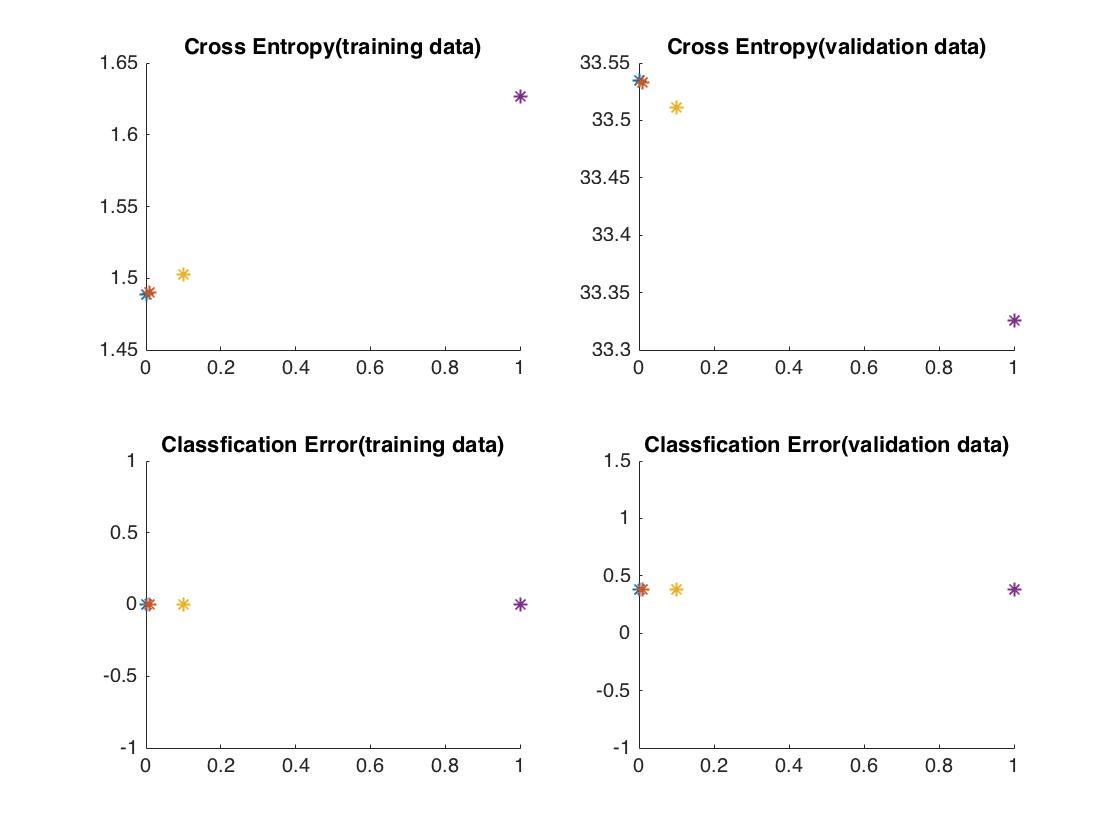 Cross Entropy(training data)
1.65
1.6
1.55
1.5
1.45
0 0.2 0.4 0.6 0.8 1
Cross Entropy(validation data)
33.55
33.5
33.45
33.4
33.35
33.3
0 0.2 0.4 0.6 0.8 1
Classfication Error(training data)
1
0.5
0
-0.5
-1
0 0.2 0.4 0.6 0.8 1
Classfication Error(validation data)
1.5
1
0.5
0
-0.5
-1
0 0.2 0.4 0.6 0.8 1